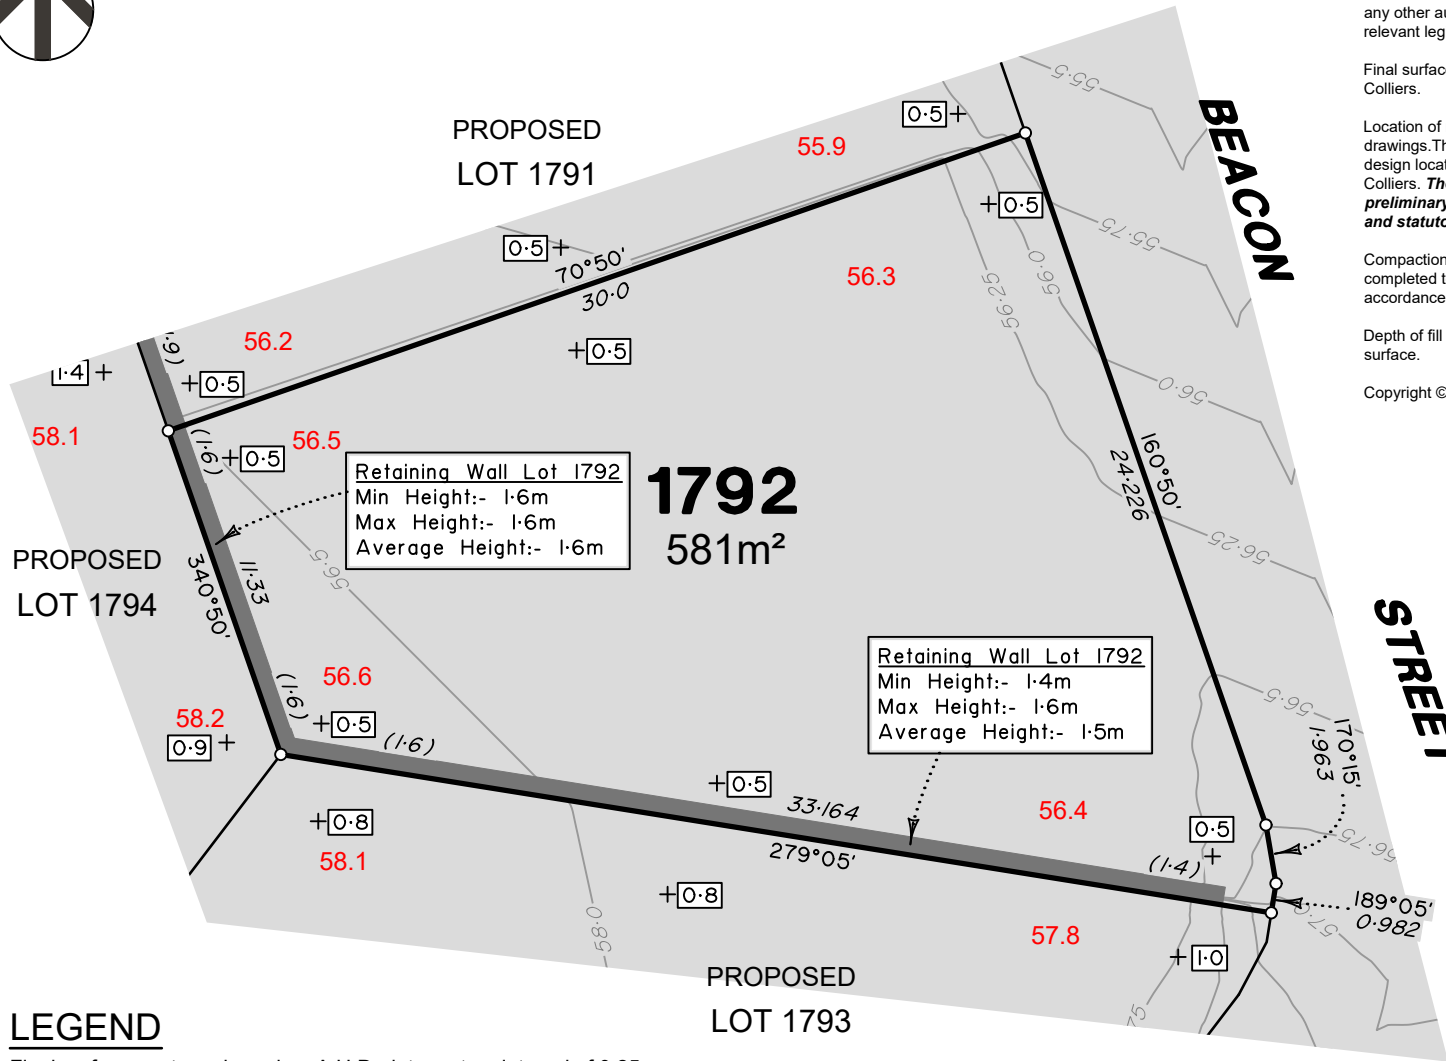 any other au
relevant leg
Final surface
Colliers.
Location of
drawings.Th
design locat
Colliers. The
preliminary
and statuto
Compaction
completed t
accordance
Depth of fill
surface.
Copyright ©
BEACON
STREET
PROPOSED
LOT 1791
55.9
0·5
55·5
0·5
0·5
70°50'
30·0
56.3
55·75
56·0
56·25
56.2
0·5
1·4
0·5
58.1
56.5
(1·6)
0·5
Retaining Wall Lot 1792
Min Height:- 1·6m
Max Height:- 1·6m
Average Height:- 1·6m
1792
581m²
160°50'
24·226
56·0
56·25
PROPOSED
LOT 1794
340°50'
11·33
56·5
(1·6)
56.6
0·5
58.2
0·9
(1·6)
0·8
58.1
Retaining Wall Lot 1792
Min Height:- 1·4m
Max Height:- 1·6m
Average Height:- 1·5m
56·5
170°15'
1·963
0·5
33·164
279°05'
56.4
0·5
(1·4)
56·75
189°05'
0·982
57·0
0·8
58·0
57.8
1·0
75
PROPOSED
LOT 1793
LEGEND